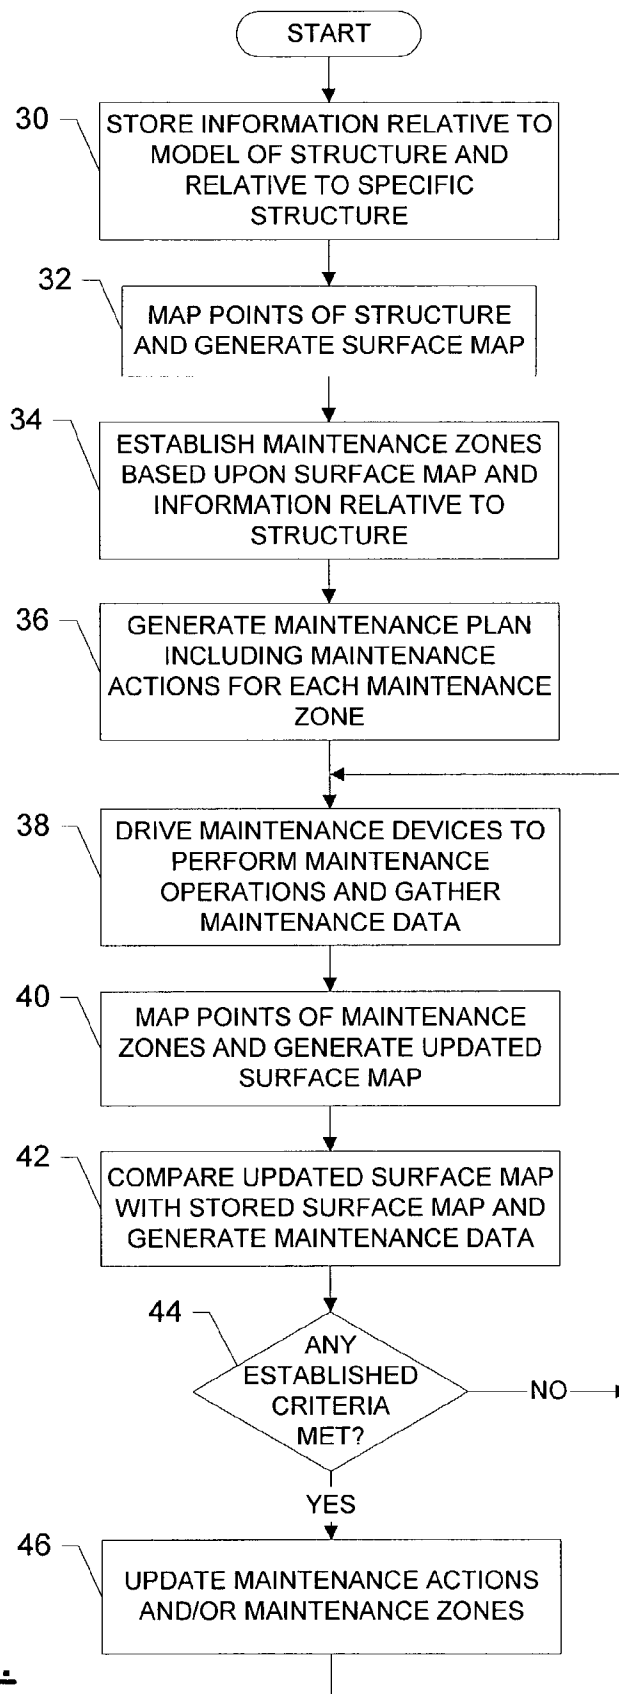 START
30
STORE INFORMATION RELATIVE TO
MODEL OF STRUCTURE AND
RELATIVE TO SPECIFIC
STRUCTURE
32
MAP POINTS OF STRUCTURE
AND GENERATE SURFACE MAP
34
ESTABLISH MAINTENANCE ZONES
BASED UPON SURFACE MAP AND
INFORMATION RELATIVE TO
STRUCTURE
36
GENERATE MAINTENANCE PLAN
INCLUDING MAINTENANCE
ACTIONS FOR EACH MAINTENANCE
ZONE
38
DRIVE MAINTENANCE DEVICES TO
PERFORM MAINTENANCE
OPERATIONS AND GATHER
MAINTENANCE DATA
40
MAP POINTS OF MAINTENANCE
ZONES AND GENERATE UPDATED
SURFACE MAP
42
COMPARE UPDATED SURFACE MAP
WITH STORED SURFACE MAP AND
GENERATE MAINTENANCE DATA
44
ANY
ESTABLISHED
CRITERIA
MET?
NO
YES
46
UPDATE MAINTENANCE ACTIONS
AND/OR MAINTENANCE ZONES